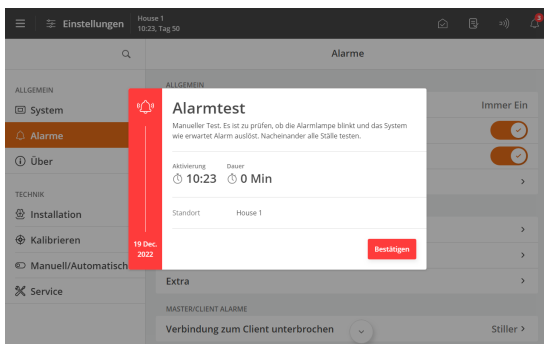 Einstellungen
House 1
10:23, Tag 50
3
Alarme
ALLGEMEIN
System
Alarme
Über
TECHNIK
Installation
Kalibrieren
Manuell/Automatisch
Service
ALLGEMEIN
Immer Ein
Alarmtest
Manueller Test. Es ist zu prüfen, ob die Alarmlampe blinkt und das System
wie erwartet Alarm auslöst. Nacheinander alle Ställe testen.
Aktivierung
Dauer
10:23
0 Min
Standort
House 1
19 Dec.
2022
Bestätigen
Extra
MASTER/CLIENT ALARME
Verbindung zum Client unterbrochen
Stiller